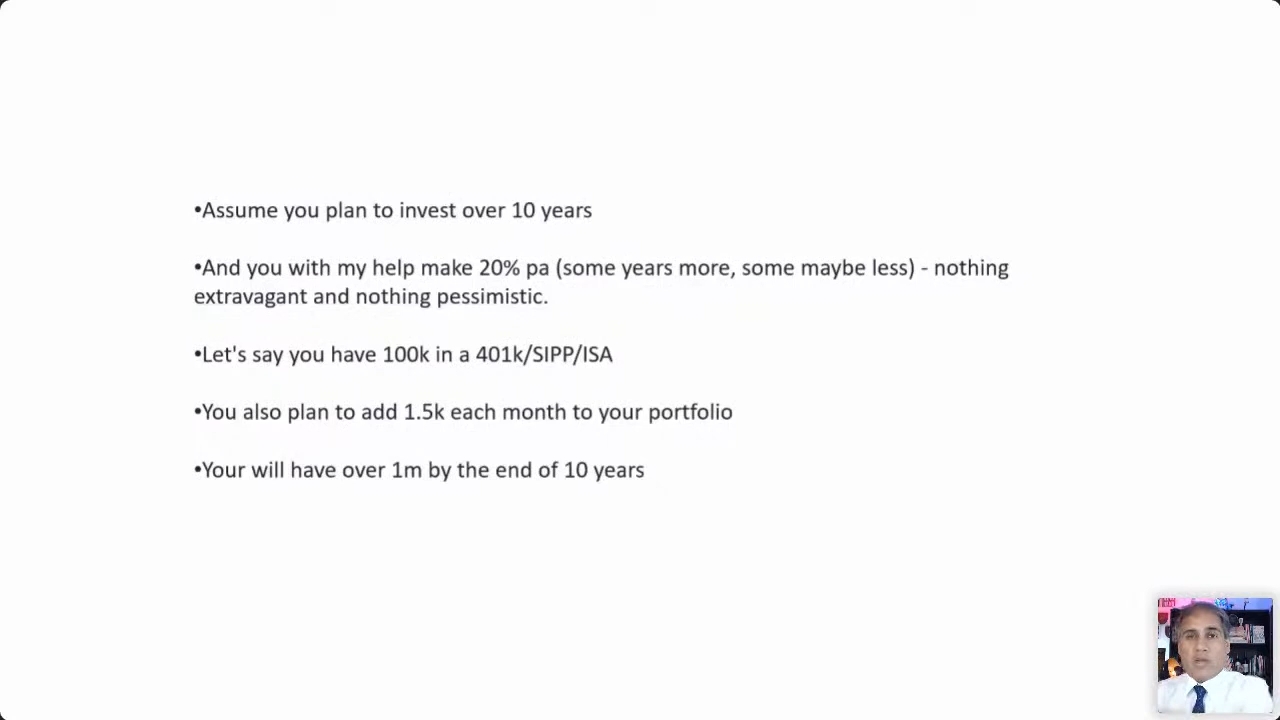 •Assume you plan to invest over 10 years
•And you with my help make 20% pa (some years more, some maybe less) - nothing
extravagant and nothing pessimistic.
•Let's say you have 100k in a 401k/SIPP/ISA
•You also plan to add 1.5k each month to your portfolio
•Your will have over 1m by the end of 10 years